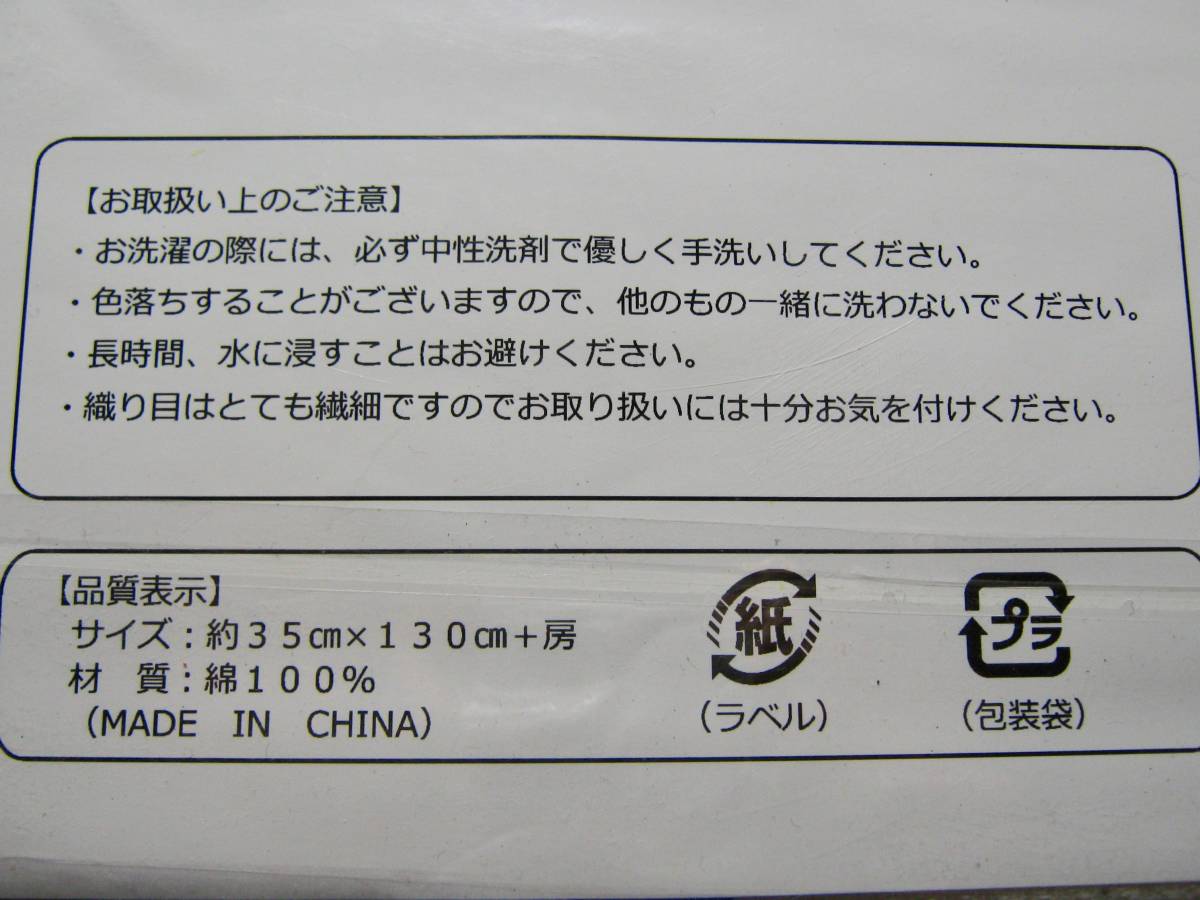 【お取扱い上のご注意】
・お洗濯の際には、必ず中性洗剤で優しく手洗いしてください。
・色落ちすることがございますので、他のもの一緒に洗わないでください。
・長時間、水に浸すことはお避けください。
・織り目はとても繊細ですのでお取り扱いには十分お気を付けください。
【品質表示】
サイズ：約３５㎝×１３０㎝＋房
材　質：綿１００％
（MADE　IN　CHINA）
紙
（ラベル）
プラ
（包装袋）